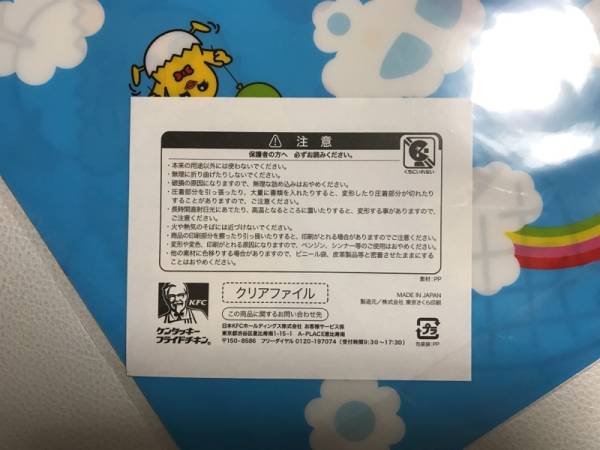 ⚠ 注意
保護者の方へ 必ずお読みください。
くちにいれない
・本来の用途以外には使わないでください。
・無理に折り曲げたりしないでください。
・破損の原因になりますので、無理な詰め込みはおやめください。
・圧着部分を引っ張ったり、大量に書類を入れたりすると、変形したり圧着部分が切れたり
することがありますので、ご注意ください。
・長時間直射日光にあてたり、高温となるところに置いたりすると、変形する事がありますので、
ご注意ください。
・火や熱気のそばには近づけないでください。
・商品の印刷部分を擦ったり引っ掻いたりすると、印刷がとれる場合がありますのでご注意ください。
・変形や変色、印刷がとれる原因になりますので、ベンジン、シンナー等のご使用はおやめください。
・他の素材に色移りする場合がありますので、ビニール袋、皮革製品等と密着させたままにする
ことはおやめください。
素材:PP
KFC
ケンタッキー
フライドチキン®
クリアファイル
この商品に関するお問い合わせ先
日本KFCホールディングス株式会社 お客様サービス係
東京都渋谷区恵比寿南1-15-1 A-PLACE恵比寿南
〒150-8586 フリーダイヤル 0120-197074 (受付時間9:30~17:30)
MADE IN JAPAN
製造元/株式会社 東京さくら印刷
プラ
包装袋:PP